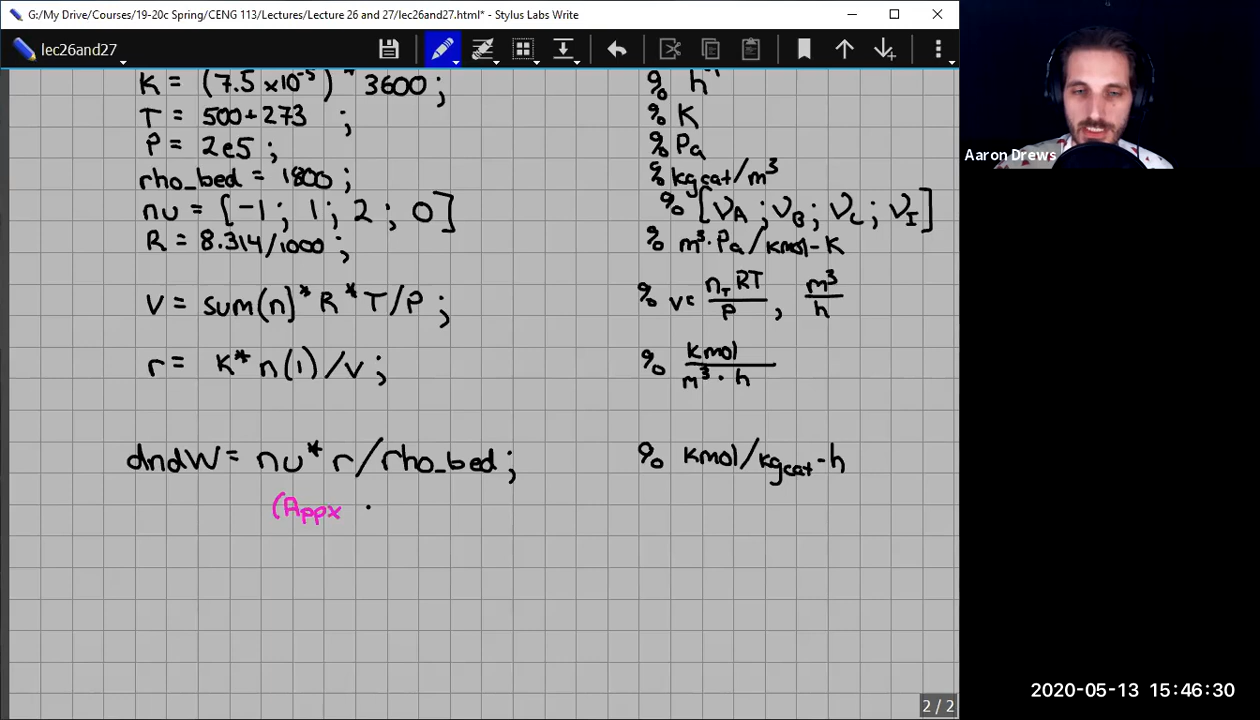 G:/My Drive/Courses/19-20c Spring/CENG 113/Lectures/Lecture 26 and 27/lec26and27.html* - Stylus Labs Write
lec26and27
K = (7.5 x10⁻⁵) * 3600 ; % h⁻¹
T = 500+273 ; % K
P = 2e5 ; % Pa
rho_bed = 1800 ; % kgcat/m³
nu = [-1 ; 1 ; 2 ; 0] % [νA ; νB ; νC ; νI]
R = 8.314/1000 ; % m³·Pa/kmol-K
V = sum(n)*R*T/P ; % V= nT RT / P , m³/h
r = K* n(1)/V ; % kmol / m³·h
dndW = nu* r/rho_bed ; % kmol/kgcat-h
(Appx
Aaron Drews
2020-05-13 15:46:30
2 / 2